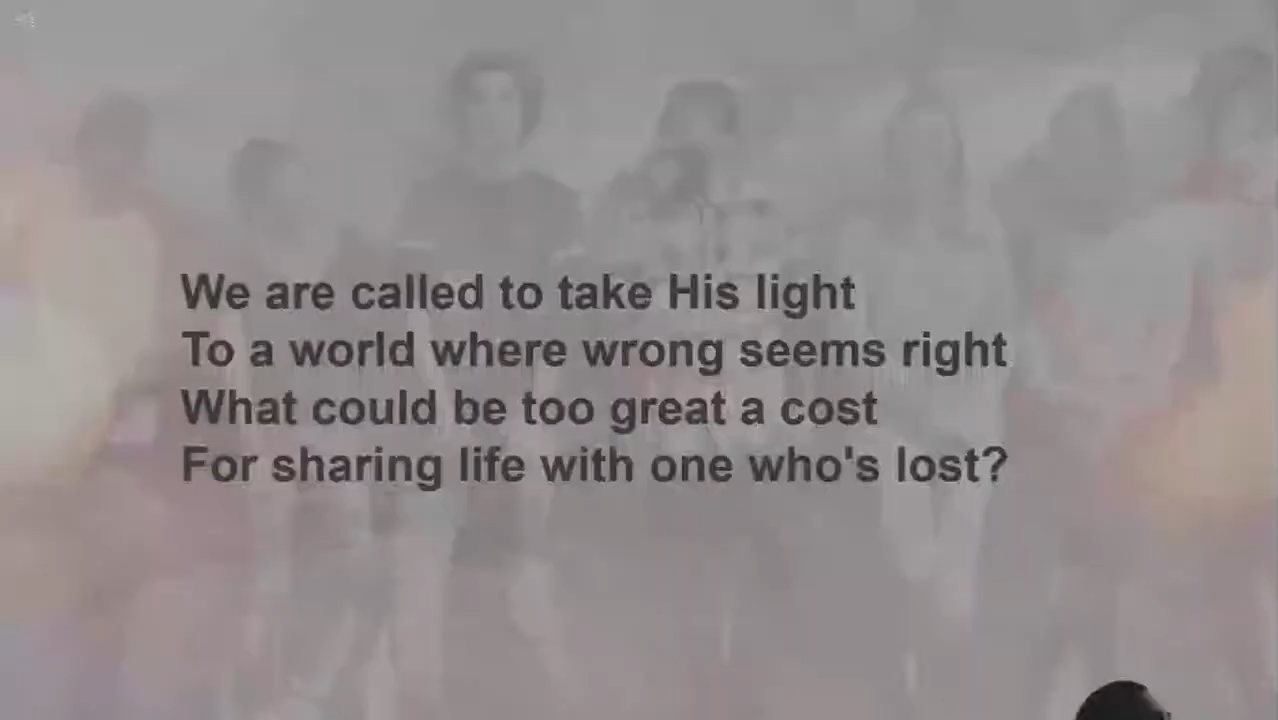 We are called to take His light
To a world where wrong seems right
What could be too great a cost
For sharing life with one who's lost?